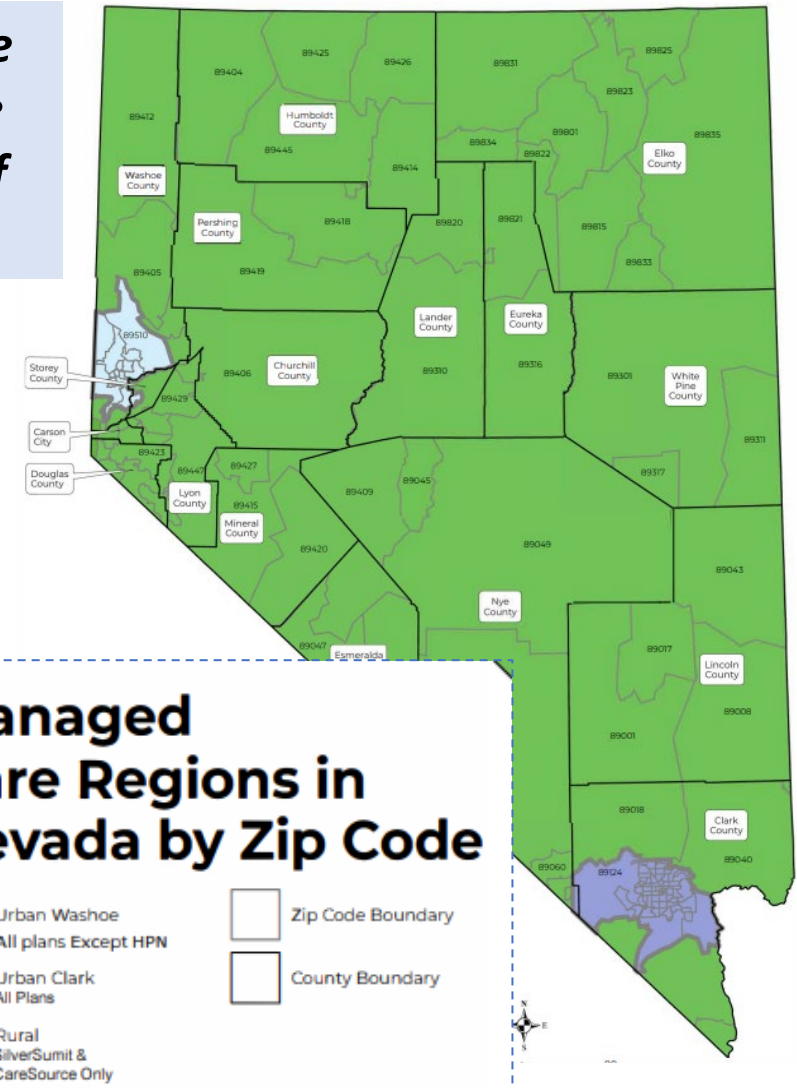 e
f
89425
89426
89404
89831
89825
89823
89412
Humboldt
County
89801
89835
89445
89834
89822
Elko
County
89414
Washoe
County
Pershing
County
89418
89820
89821
89815
89405
89419
89833
Lander
County
Eureka
County
89510
Storey
County
89406
Churchill
County
89310
89316
89301
White
Pine
County
89429
Carson
City
89311
89423
Douglas
County
89447
89427
89317
Lyon
County
89415
Mineral
County
89409
89045
89420
89049
89043
Nye
County
89047
Esmeralda
89017
Lincoln
County
89008
89001
89018
Clark
County
89040
89060
89124
anaged
are Regions in
evada by Zip Code
Urban Washoe
All plans Except HPN
Zip Code Boundary
Urban Clark
All Plans
County Boundary
Rural
SilverSumit &
CareSource Only
N
E
S